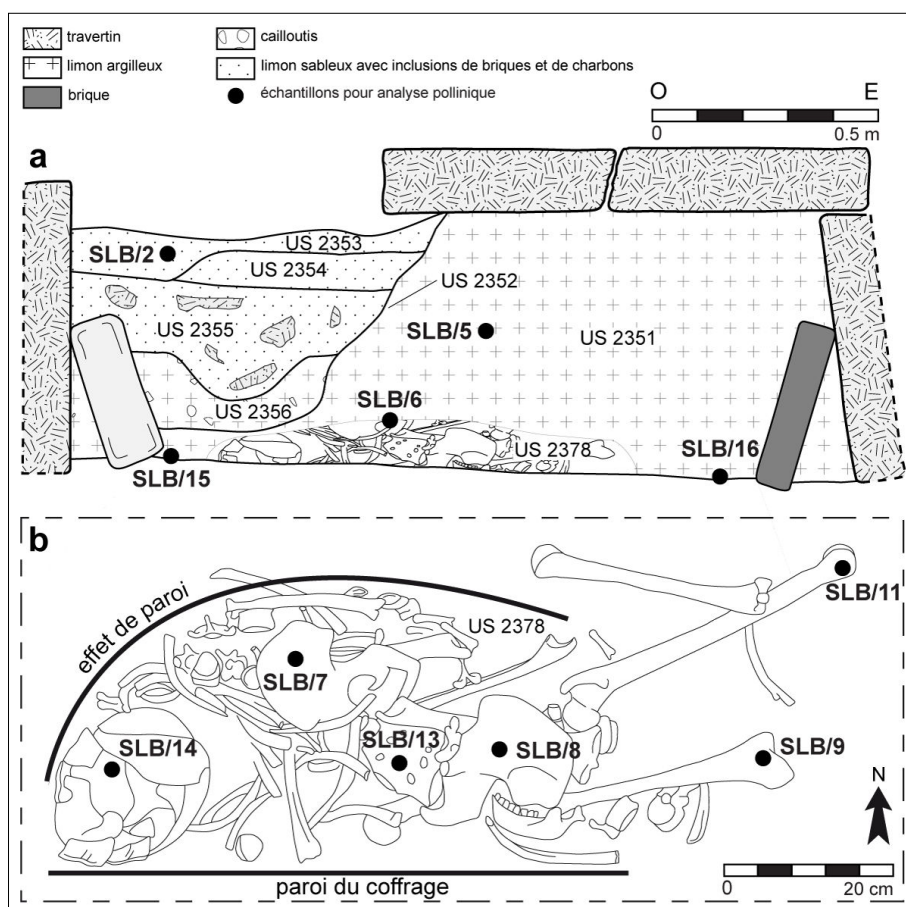 travertin
cailloutis
limon argilleux
limon sableux avec inclusions de briques et de charbons
brique
échantillons pour analyse pollinique
O E
0 0.5 m
a
US 2353
SLB/2
US 2354
US 2352
US 2355
SLB/5
US 2351
US 2356
SLB/6
US 2378
SLB/15
SLB/16
b
effet de paroi
US 2378
SLB/11
SLB/7
SLB/14
SLB/13
SLB/8
SLB/9
N
paroi du coffrage
0 20 cm